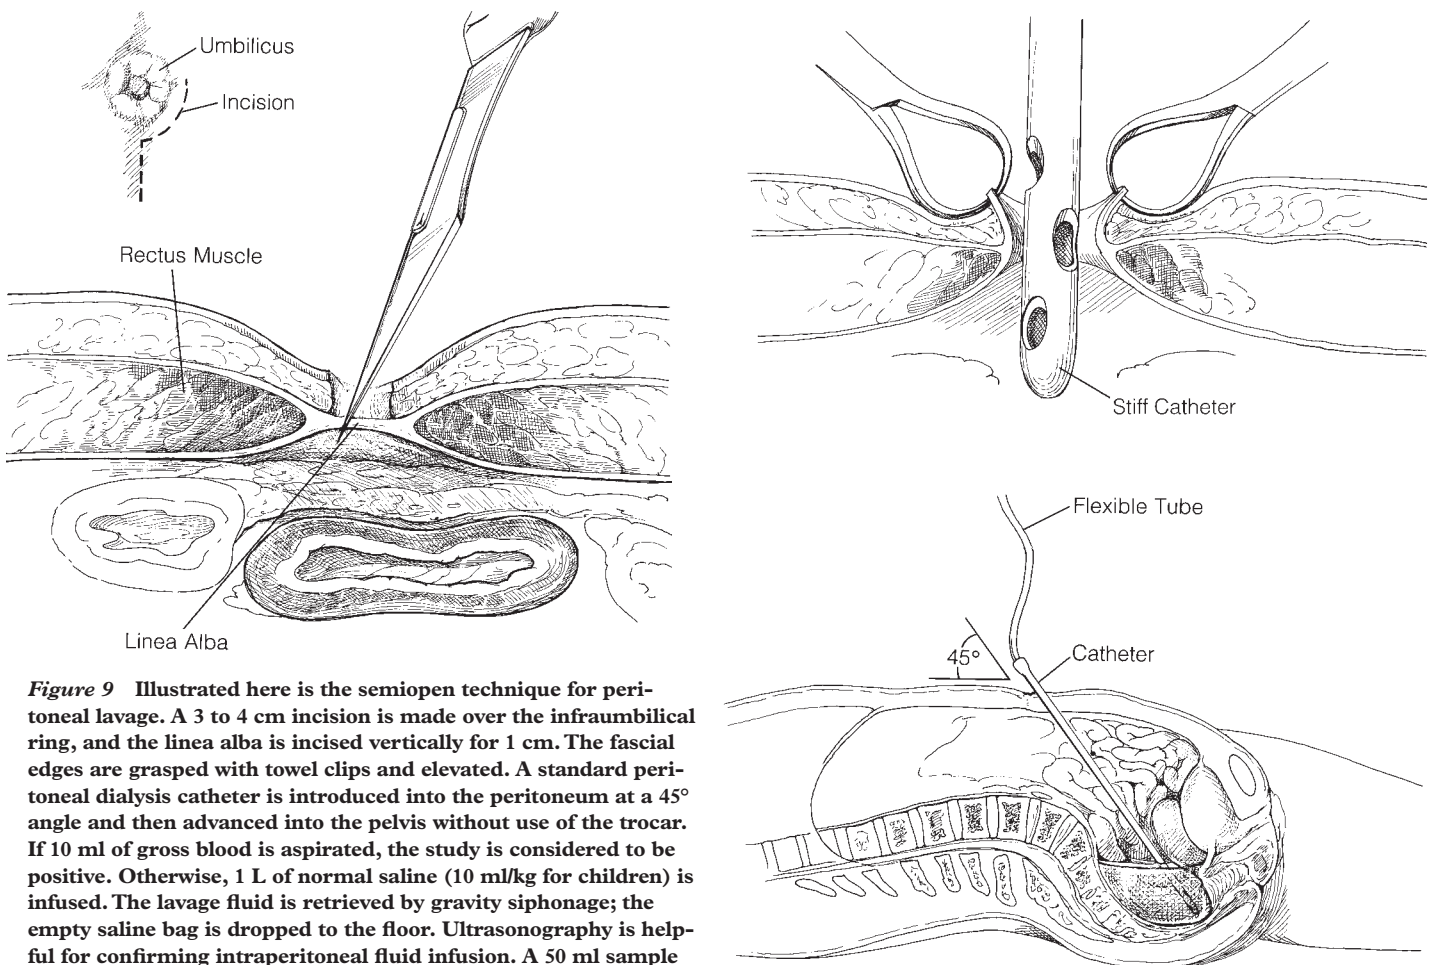 Umbilicus
Incision
Rectus Muscle
Linea Alba
Stiff Catheter
Flexible Tube
45°
Catheter
Figure 9 Illustrated here is the semiopen technique for peri-
toneal lavage. A 3 to 4 cm incision is made over the infraumbilical
ring, and the linea alba is incised vertically for 1 cm. The fascial
edges are grasped with towel clips and elevated. A standard peri-
toneal dialysis catheter is introduced into the peritoneum at a 45°
angle and then advanced into the pelvis without use of the trocar.
If 10 ml of gross blood is aspirated, the study is considered to be
positive. Otherwise, 1 L of normal saline (10 ml/kg for children) is
infused. The lavage fluid is retrieved by gravity siphonage; the
empty saline bag is dropped to the floor. Ultrasonography is help-
ful for confirming intraperitoneal fluid infusion. A 50 ml sample